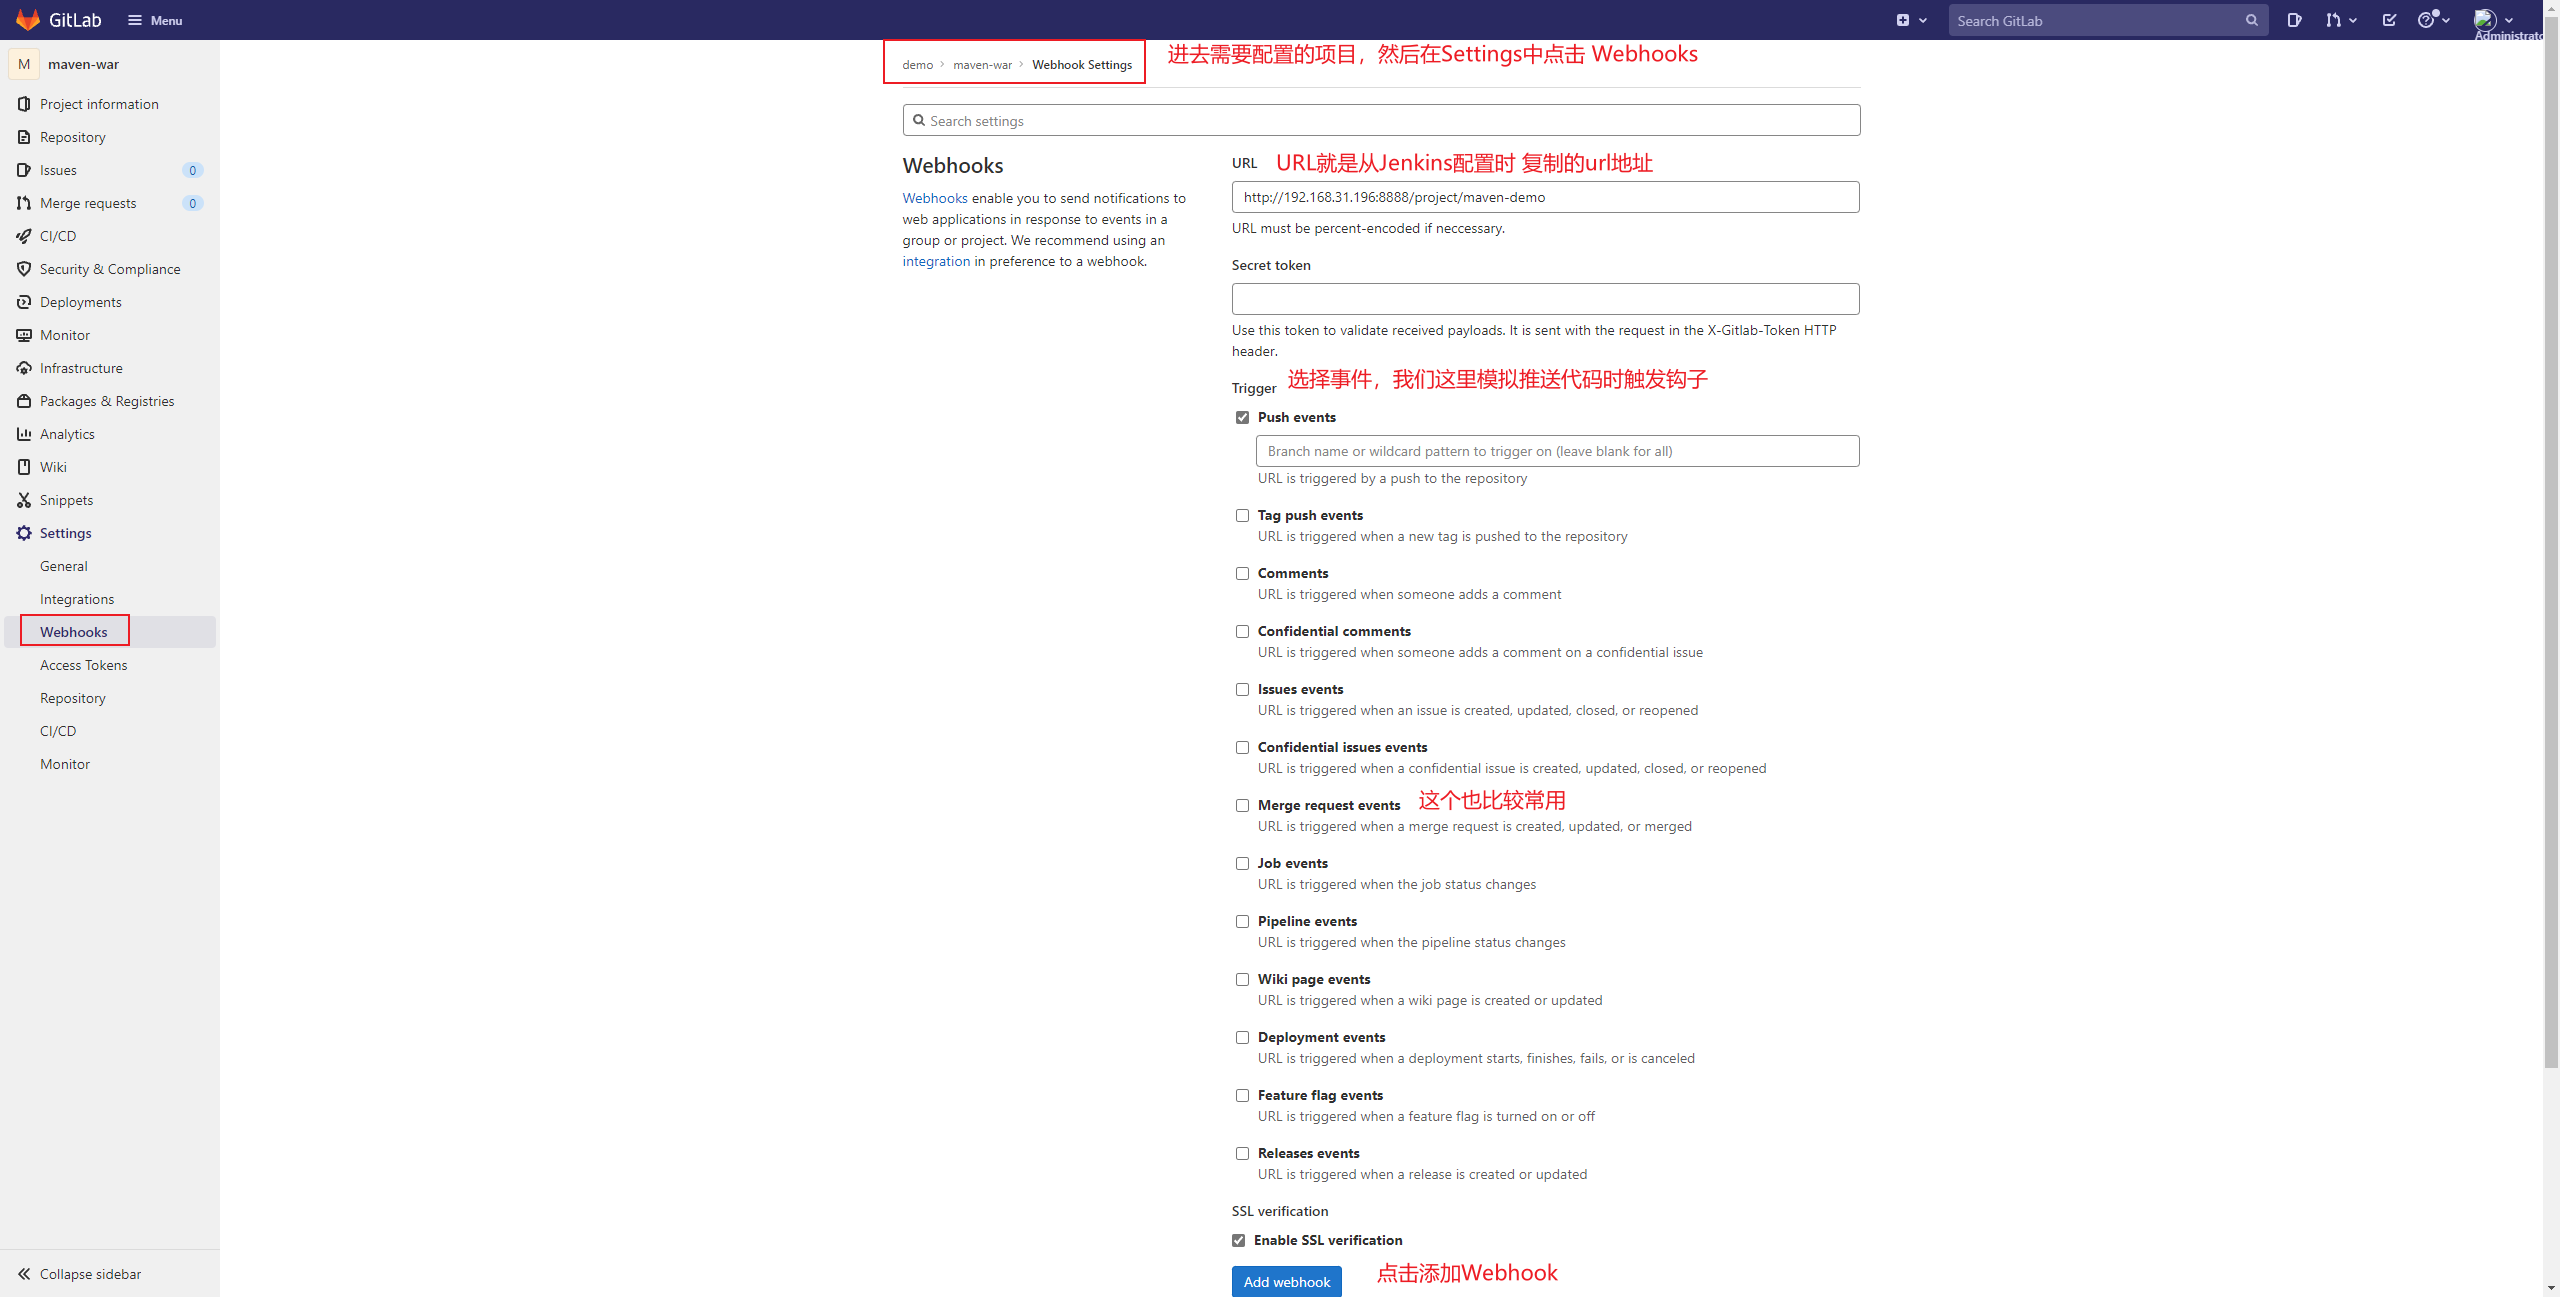 GitLab
Menu
Search GitLab
Administrato
M
maven-war
Project information
Repository
Issues
0
Merge requests
0
CI/CD
Security & Compliance
Deployments
Monitor
Infrastructure
Packages & Registries
Analytics
Wiki
Snippets
Settings
General
Integrations
Webhooks
Access Tokens
Repository
CI/CD
Monitor
Collapse sidebar
demo > maven-war > Webhook Settings
进去需要配置的项目，然后在Settings中点击 Webhooks
Search settings
Webhooks
Webhooks enable you to send notifications to
web applications in response to events in a
group or project. We recommend using an
integration in preference to a webhook.
URL
URL就是从Jenkins配置时 复制的url地址
http://192.168.31.196:8888/project/maven-demo
URL must be percent-encoded if neccessary.
Secret token
Use this token to validate received payloads. It is sent with the request in the X-Gitlab-Token HTTP
header.
Trigger
选择事件，我们这里模拟推送代码时触发钩子
Push events
Branch name or wildcard pattern to trigger on (leave blank for all)
URL is triggered by a push to the repository
Tag push events
URL is triggered when a new tag is pushed to the repository
Comments
URL is triggered when someone adds a comment
Confidential comments
URL is triggered when someone adds a comment on a confidential issue
Issues events
URL is triggered when an issue is created, updated, closed, or reopened
Confidential issues events
URL is triggered when a confidential issue is created, updated, closed, or reopened
Merge request events
这个也比较常用
URL is triggered when a merge request is created, updated, or merged
Job events
URL is triggered when the job status changes
Pipeline events
URL is triggered when the pipeline status changes
Wiki page events
URL is triggered when a wiki page is created or updated
Deployment events
URL is triggered when a deployment starts, finishes, fails, or is canceled
Feature flag events
URL is triggered when a feature flag is turned on or off
Releases events
URL is triggered when a release is created or updated
SSL verification
Enable SSL verification
Add webhook
点击添加Webhook